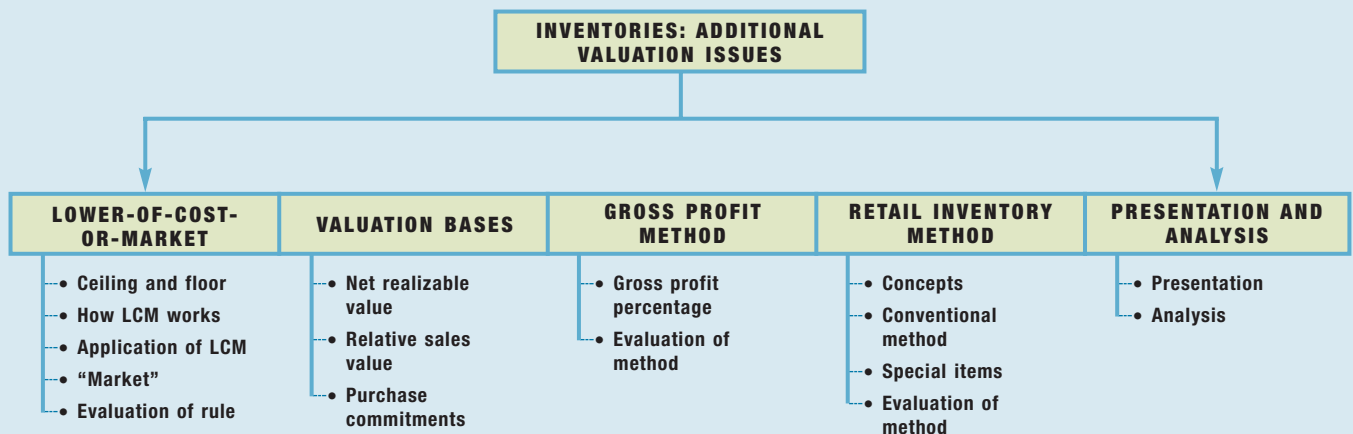 INVENTORIES: ADDITIONAL
VALUATION ISSUES
LOWER-OF-COST-
OR-MARKET
• Ceiling and floor
• How LCM works
• Application of LCM
• “Market”
• Evaluation of rule
VALUATION BASES
• Net realizable
value
• Relative sales
value
• Purchase
commitments
GROSS PROFIT
METHOD
• Gross profit
percentage
• Evaluation of
method
RETAIL INVENTORY
METHOD
• Concepts
• Conventional
method
• Special items
• Evaluation of
method
PRESENTATION AND
ANALYSIS
• Presentation
• Analysis